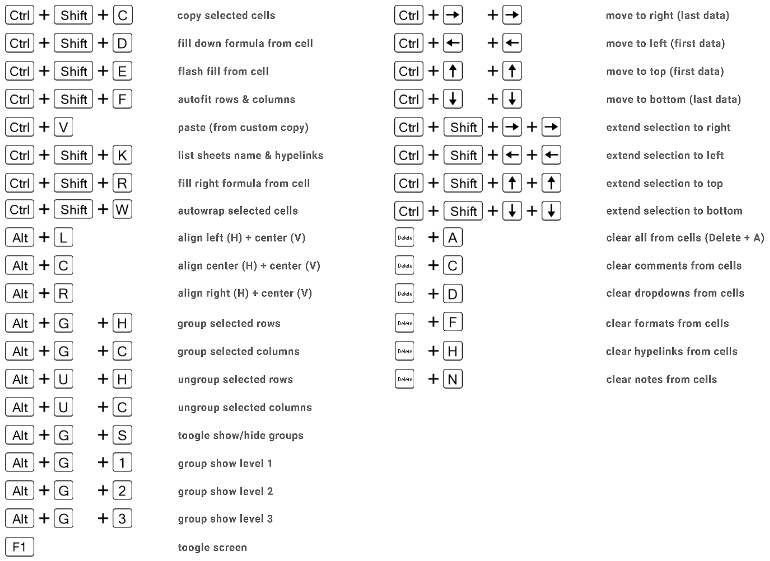 Ctrl + Shift + C copy selected cells
Ctrl + Shift + D fill down formula from cell
Ctrl + Shift + E flash fill from cell
Ctrl + Shift + F autofit rows & columns
Ctrl + V paste (from custom copy)
Ctrl + Shift + K list sheets name & hypelinks
Ctrl + Shift + R fill right formula from cell
Ctrl + Shift + W autowrap selected cells
Alt + L align left (H) + center (V)
Alt + C align center (H) + center (V)
Alt + R align right (H) + center (V)
Alt + G + H group selected rows
Alt + G + C group selected columns
Alt + U + H ungroup selected rows
Alt + U + C ungroup selected columns
Alt + G + S toogle show/hide groups
Alt + G + 1 group show level 1
Alt + G + 2 group show level 2
Alt + G + 3 group show level 3
F1 toogle screen
Ctrl + → + → move to right (last data)
Ctrl + ← + ← move to left (first data)
Ctrl + ↑ + ↑ move to top (first data)
Ctrl + ↓ + ↓ move to bottom (last data)
Ctrl + Shift + → + → extend selection to right
Ctrl + Shift + ← + ← extend selection to left
Ctrl + Shift + ↑ + ↑ extend selection to top
Ctrl + Shift + ↓ + ↓ extend selection to bottom
Delete + A clear all from cells (Delete + A)
Delete + C clear comments from cells
Delete + D clear dropdowns from cells
Delete + F clear formats from cells
Delete + H clear hypelinks from cells
Delete + N clear notes from cells